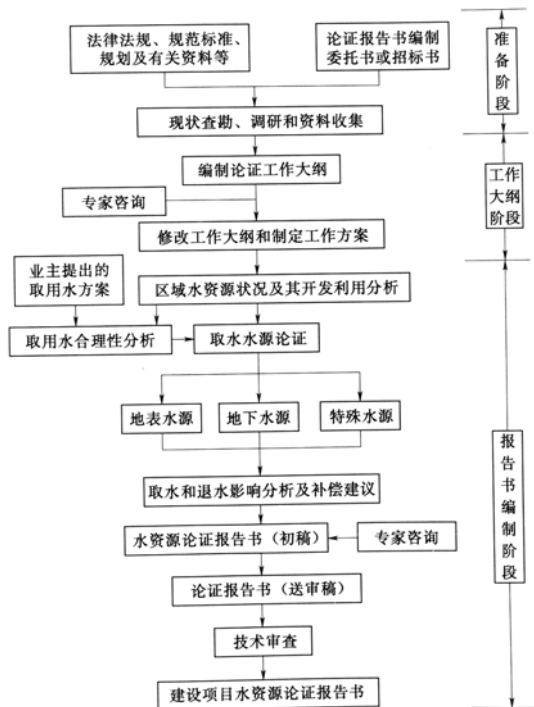 法律法规、规范标准、
规划及有关资料等
论证报告书编制
委托书或招标书
准备阶段
现状查勘、调研和资料收集
编制论证工作大纲
专家咨询
工作
大纲
阶段
修改工作大纲和制定工作方案
业主提出的
取用水方案
区域水资源状况及其开发利用分析
取用水合理性分析
取水水源论证
地表水源
地下水源
特殊水源
报告书编制阶段
取水和退水影响分析及补偿建议
水资源论证报告书（初稿）
专家咨询
论证报告书（送审稿）
技术审查
建设项目水资源论证报告书